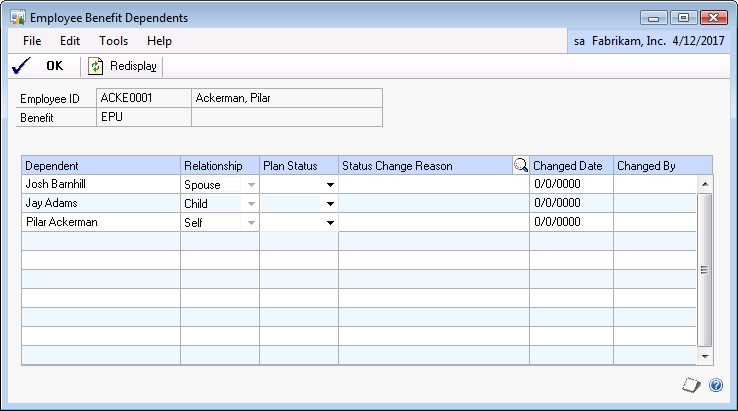 Employee Benefit Dependents
File Edit Tools Help sa Fabrikam, Inc. 4/12/2017
OK Redisplay
Employee ID ACKE0001 Ackerman, Pilar
Benefit EPU
Dependent Relationship Plan Status Status Change Reason Changed Date Changed By
Josh Barnhill Spouse 0/0/0000
Jay Adams Child 0/0/0000
Pilar Ackerman Self 0/0/0000